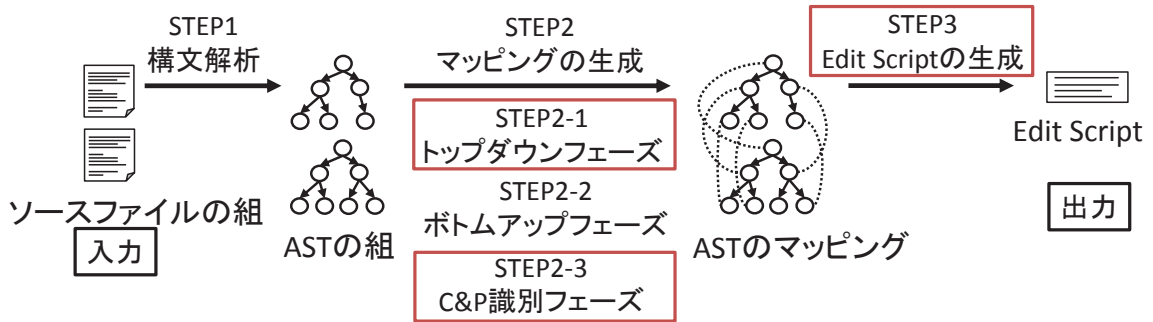 STEP1
構文解析
ソースファイルの組
入力
ASTの組
STEP2
マッピングの生成
STEP2-1
トップダウンフェーズ
STEP2-2
ボトムアップフェーズ
STEP2-3
C&P識別フェーズ
ASTのマッピング
STEP3
Edit Scriptの生成
Edit Script
出力